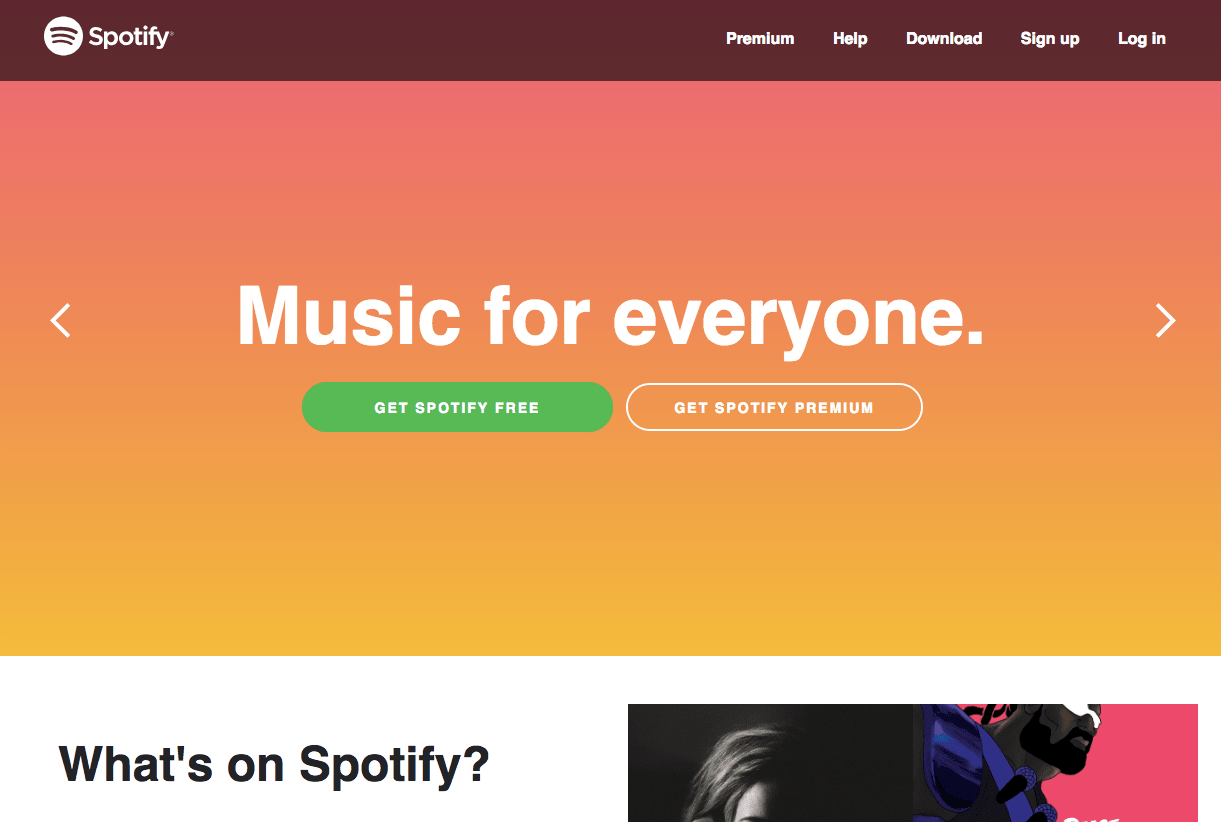 Spotify®
Premium Help Download Sign up Log in
Music for everyone.
GET SPOTIFY FREE GET SPOTIFY PREMIUM
What's on Spotify?